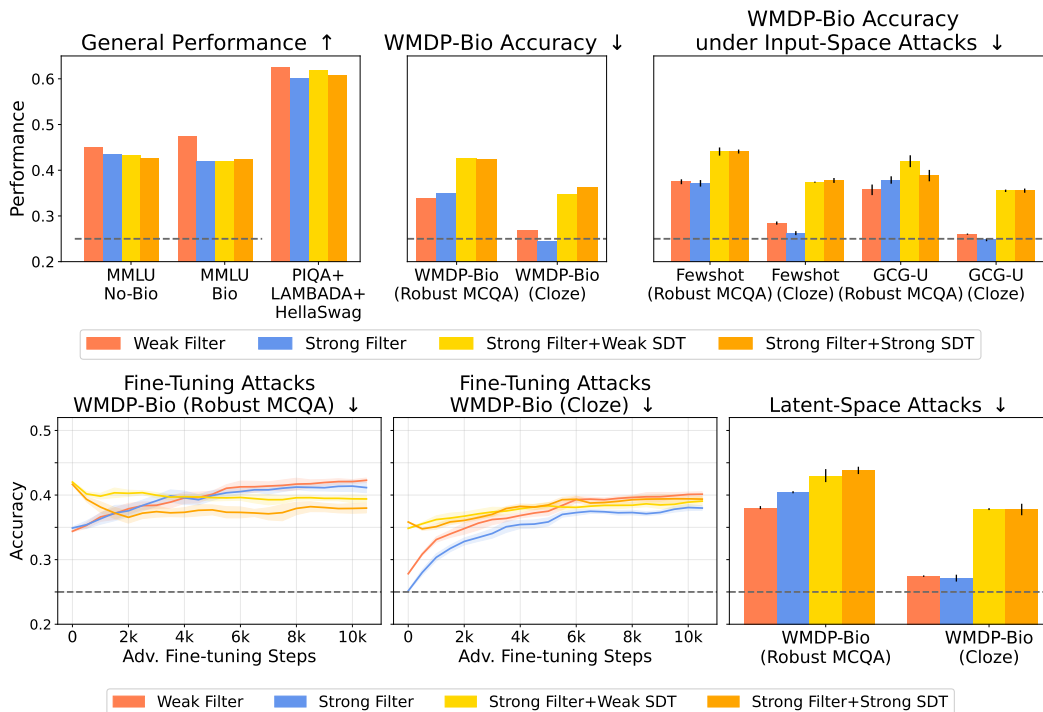 General Performance ↑
WMDP-Bio Accuracy ↓
WMDP-Bio Accuracy
under Input-Space Attacks ↓
Performance
0.6
0.5
0.4
0.3
0.2
MMLU
No-Bio
MMLU
Bio
PIQA+
LAMBADA+
HellaSwag
WMDP-Bio
(Robust MCQA)
WMDP-Bio
(Cloze)
Fewshot
(Robust MCQA)
Fewshot
(Cloze)
GCG-U
(Robust MCQA)
GCG-U
(Cloze)
Weak Filter
Strong Filter
Strong Filter+Weak SDT
Strong Filter+Strong SDT
Fine-Tuning Attacks
WMDP-Bio (Robust MCQA) ↓
Fine-Tuning Attacks
WMDP-Bio (Cloze) ↓
Latent-Space Attacks ↓
Accuracy
0.5
0.4
0.3
0.2
0
2k
4k
6k
8k
10k
Adv. Fine-tuning Steps
0
2k
4k
6k
8k
10k
Adv. Fine-tuning Steps
WMDP-Bio
(Robust MCQA)
WMDP-Bio
(Cloze)
Weak Filter
Strong Filter
Strong Filter+Weak SDT
Strong Filter+Strong SDT